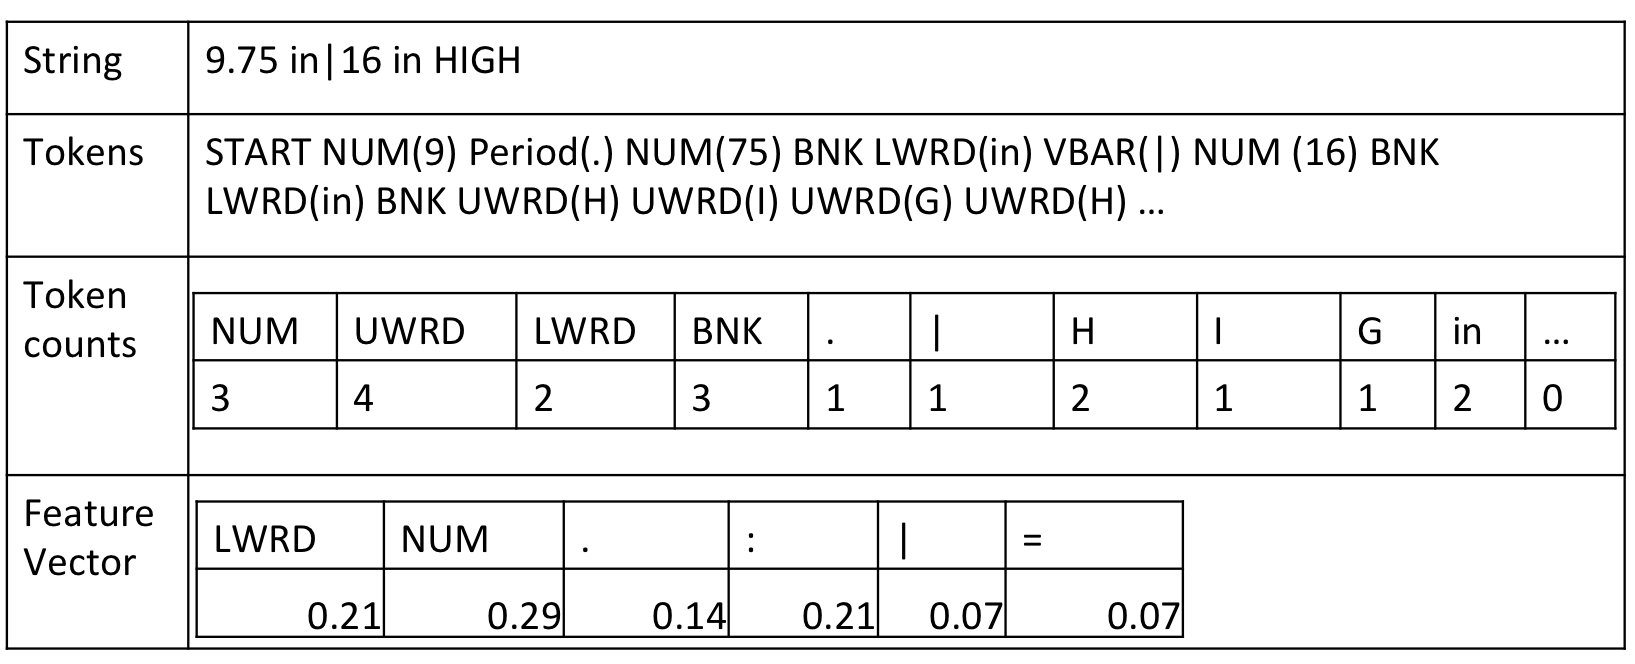 String 9.75 in|16 in HIGH
Tokens START NUM(9) Period(.) NUM(75) BNK LWRD(in) VBAR(|) NUM (16) BNK
LWRD(in) BNK UWRD(H) UWRD(I) UWRD(G) UWRD(H) …
Token
counts
NUM UWRD LWRD BNK . | H I G in …
3 4 2 3 1 1 2 1 1 2 0
Feature
Vector
LWRD NUM . : | =
0.21 0.29 0.14 0.21 0.07 0.07